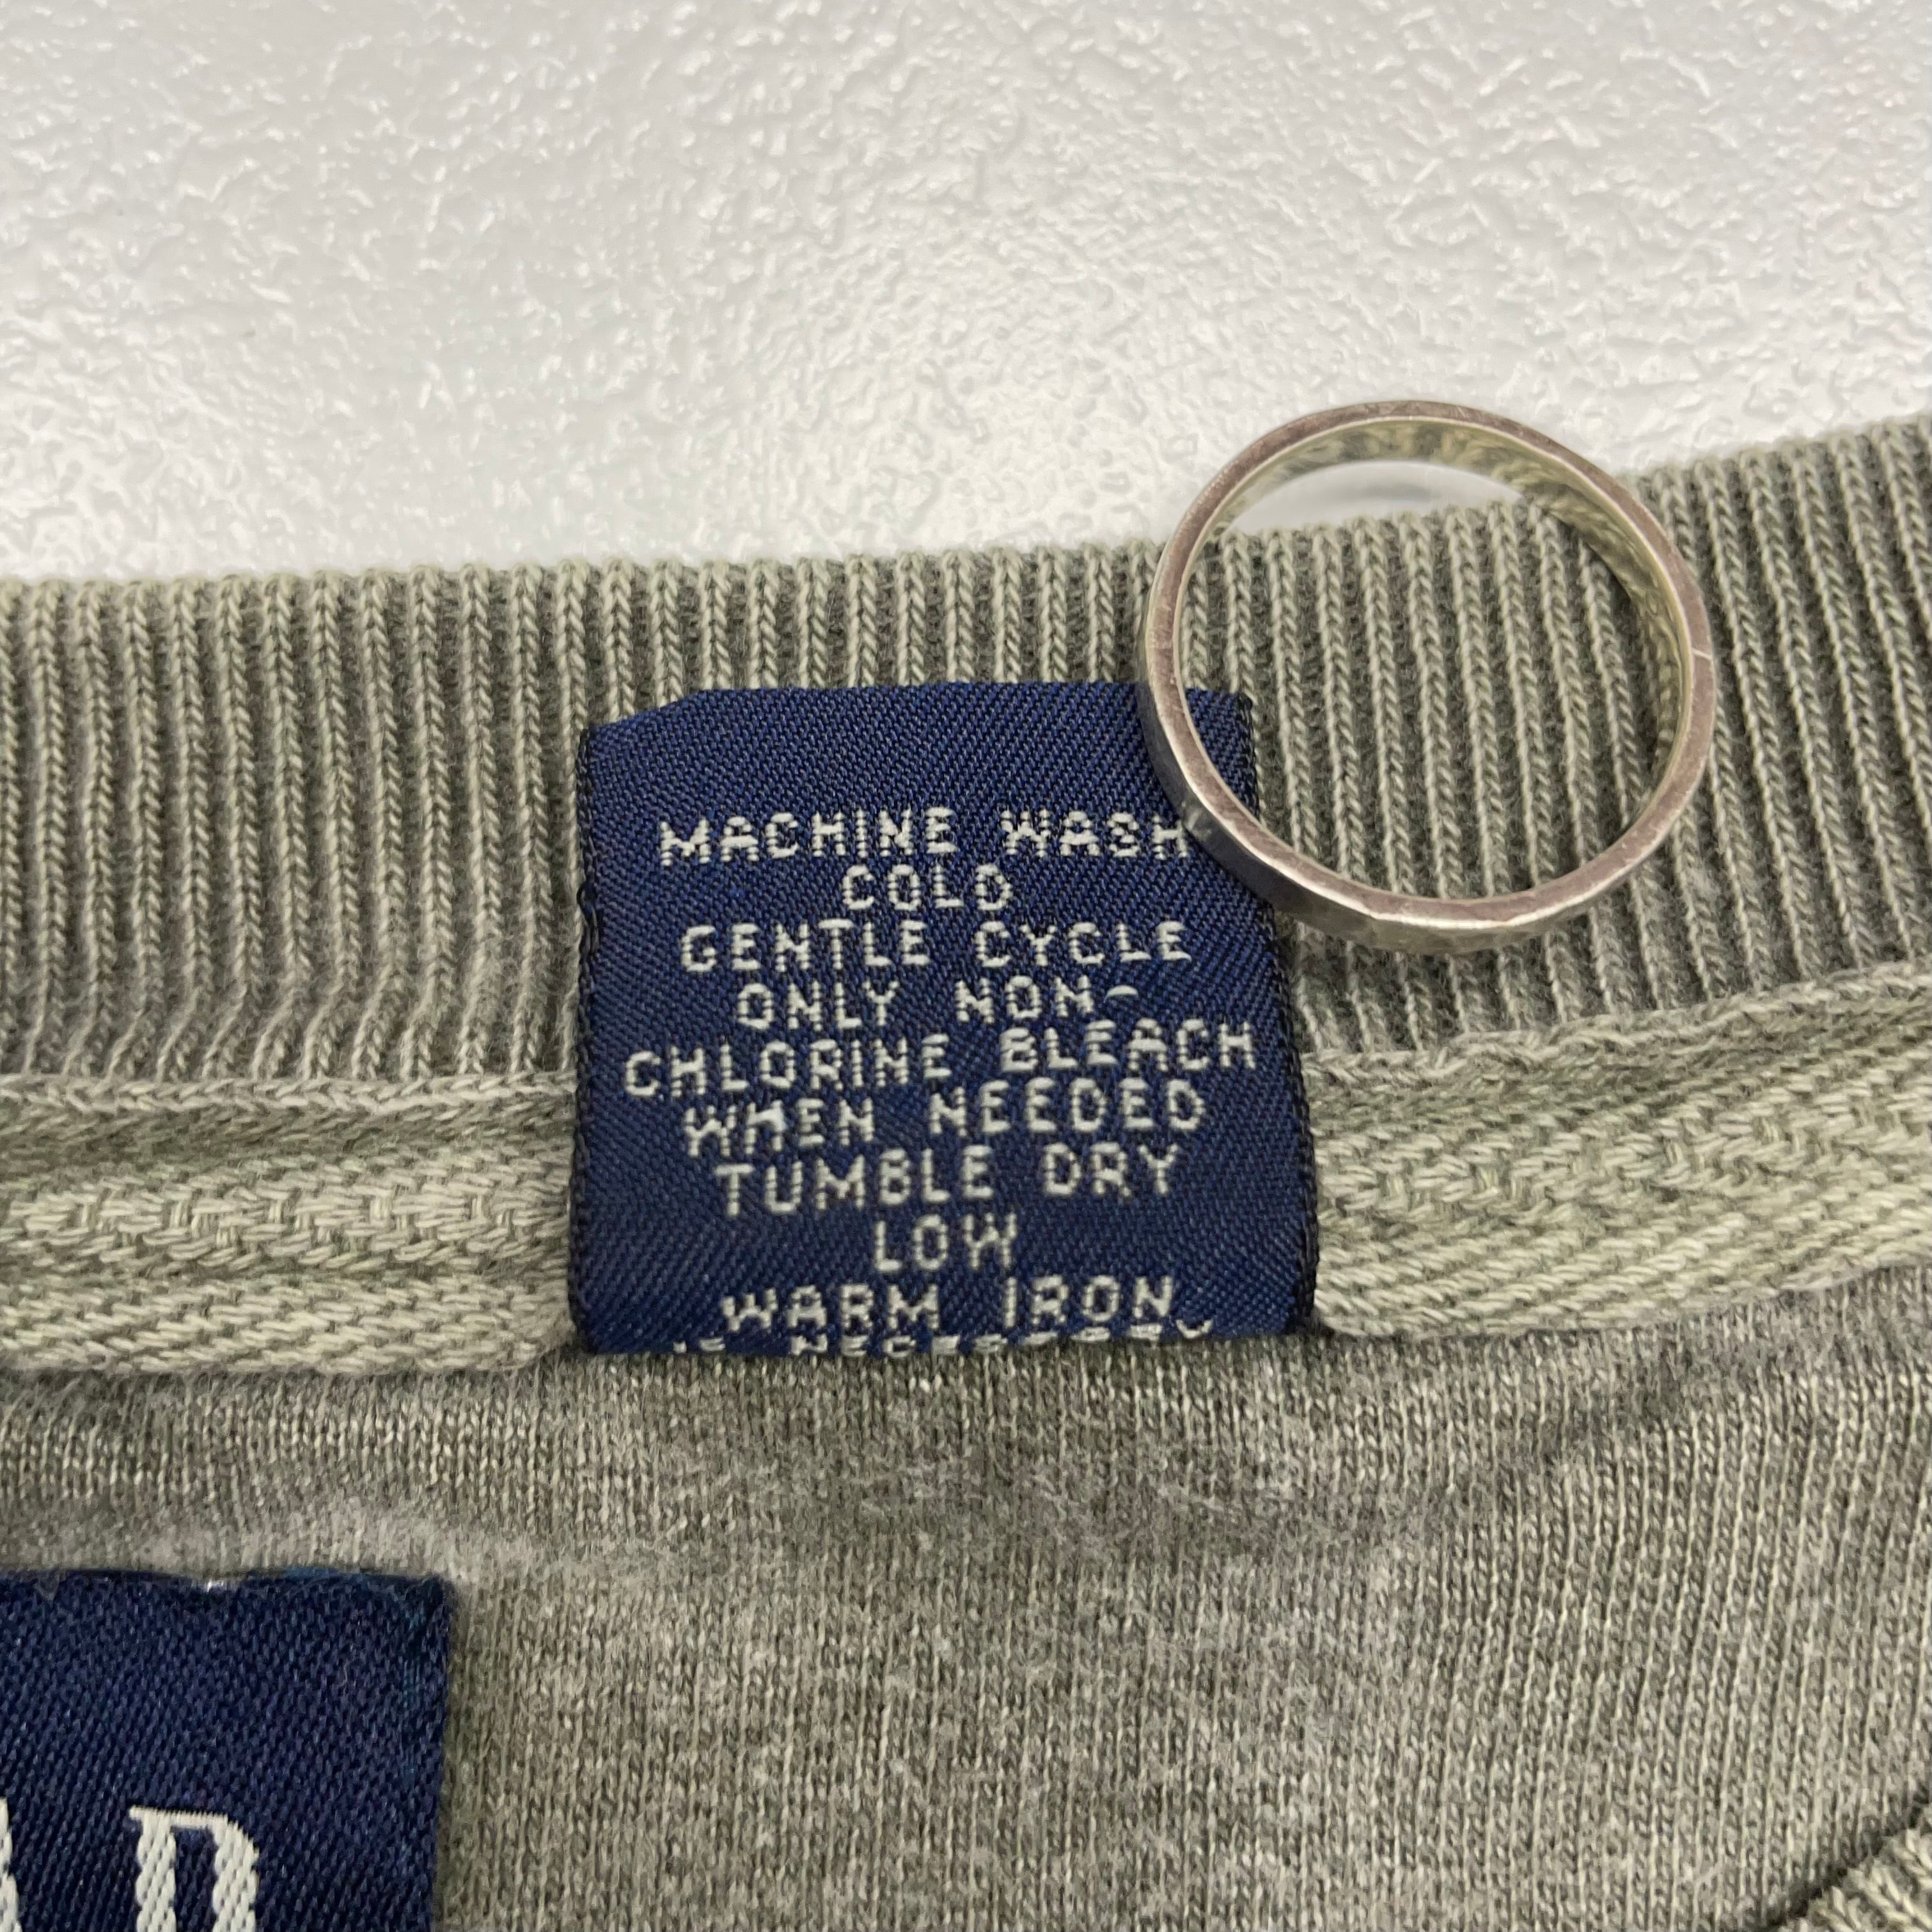 MACHINE WASH
COLD
GENTLE CYCLE
ONLY NON-
CHLORINE BLEACH
WHEN NEEDED
TUMBLE DRY
LOW
WARM IRON